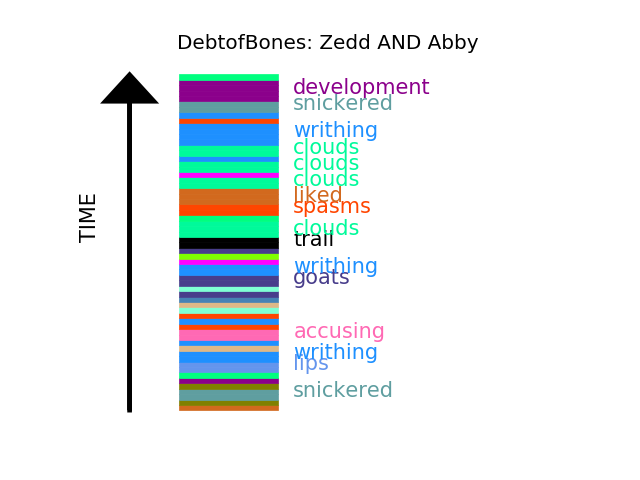 DebtofBones: Zedd AND Abby
development
snickered
writhing
clouds
clouds
clouds
liked
spasms
clouds
trail
writhing
goats
accusing
writhing
lips
snickered
TIME